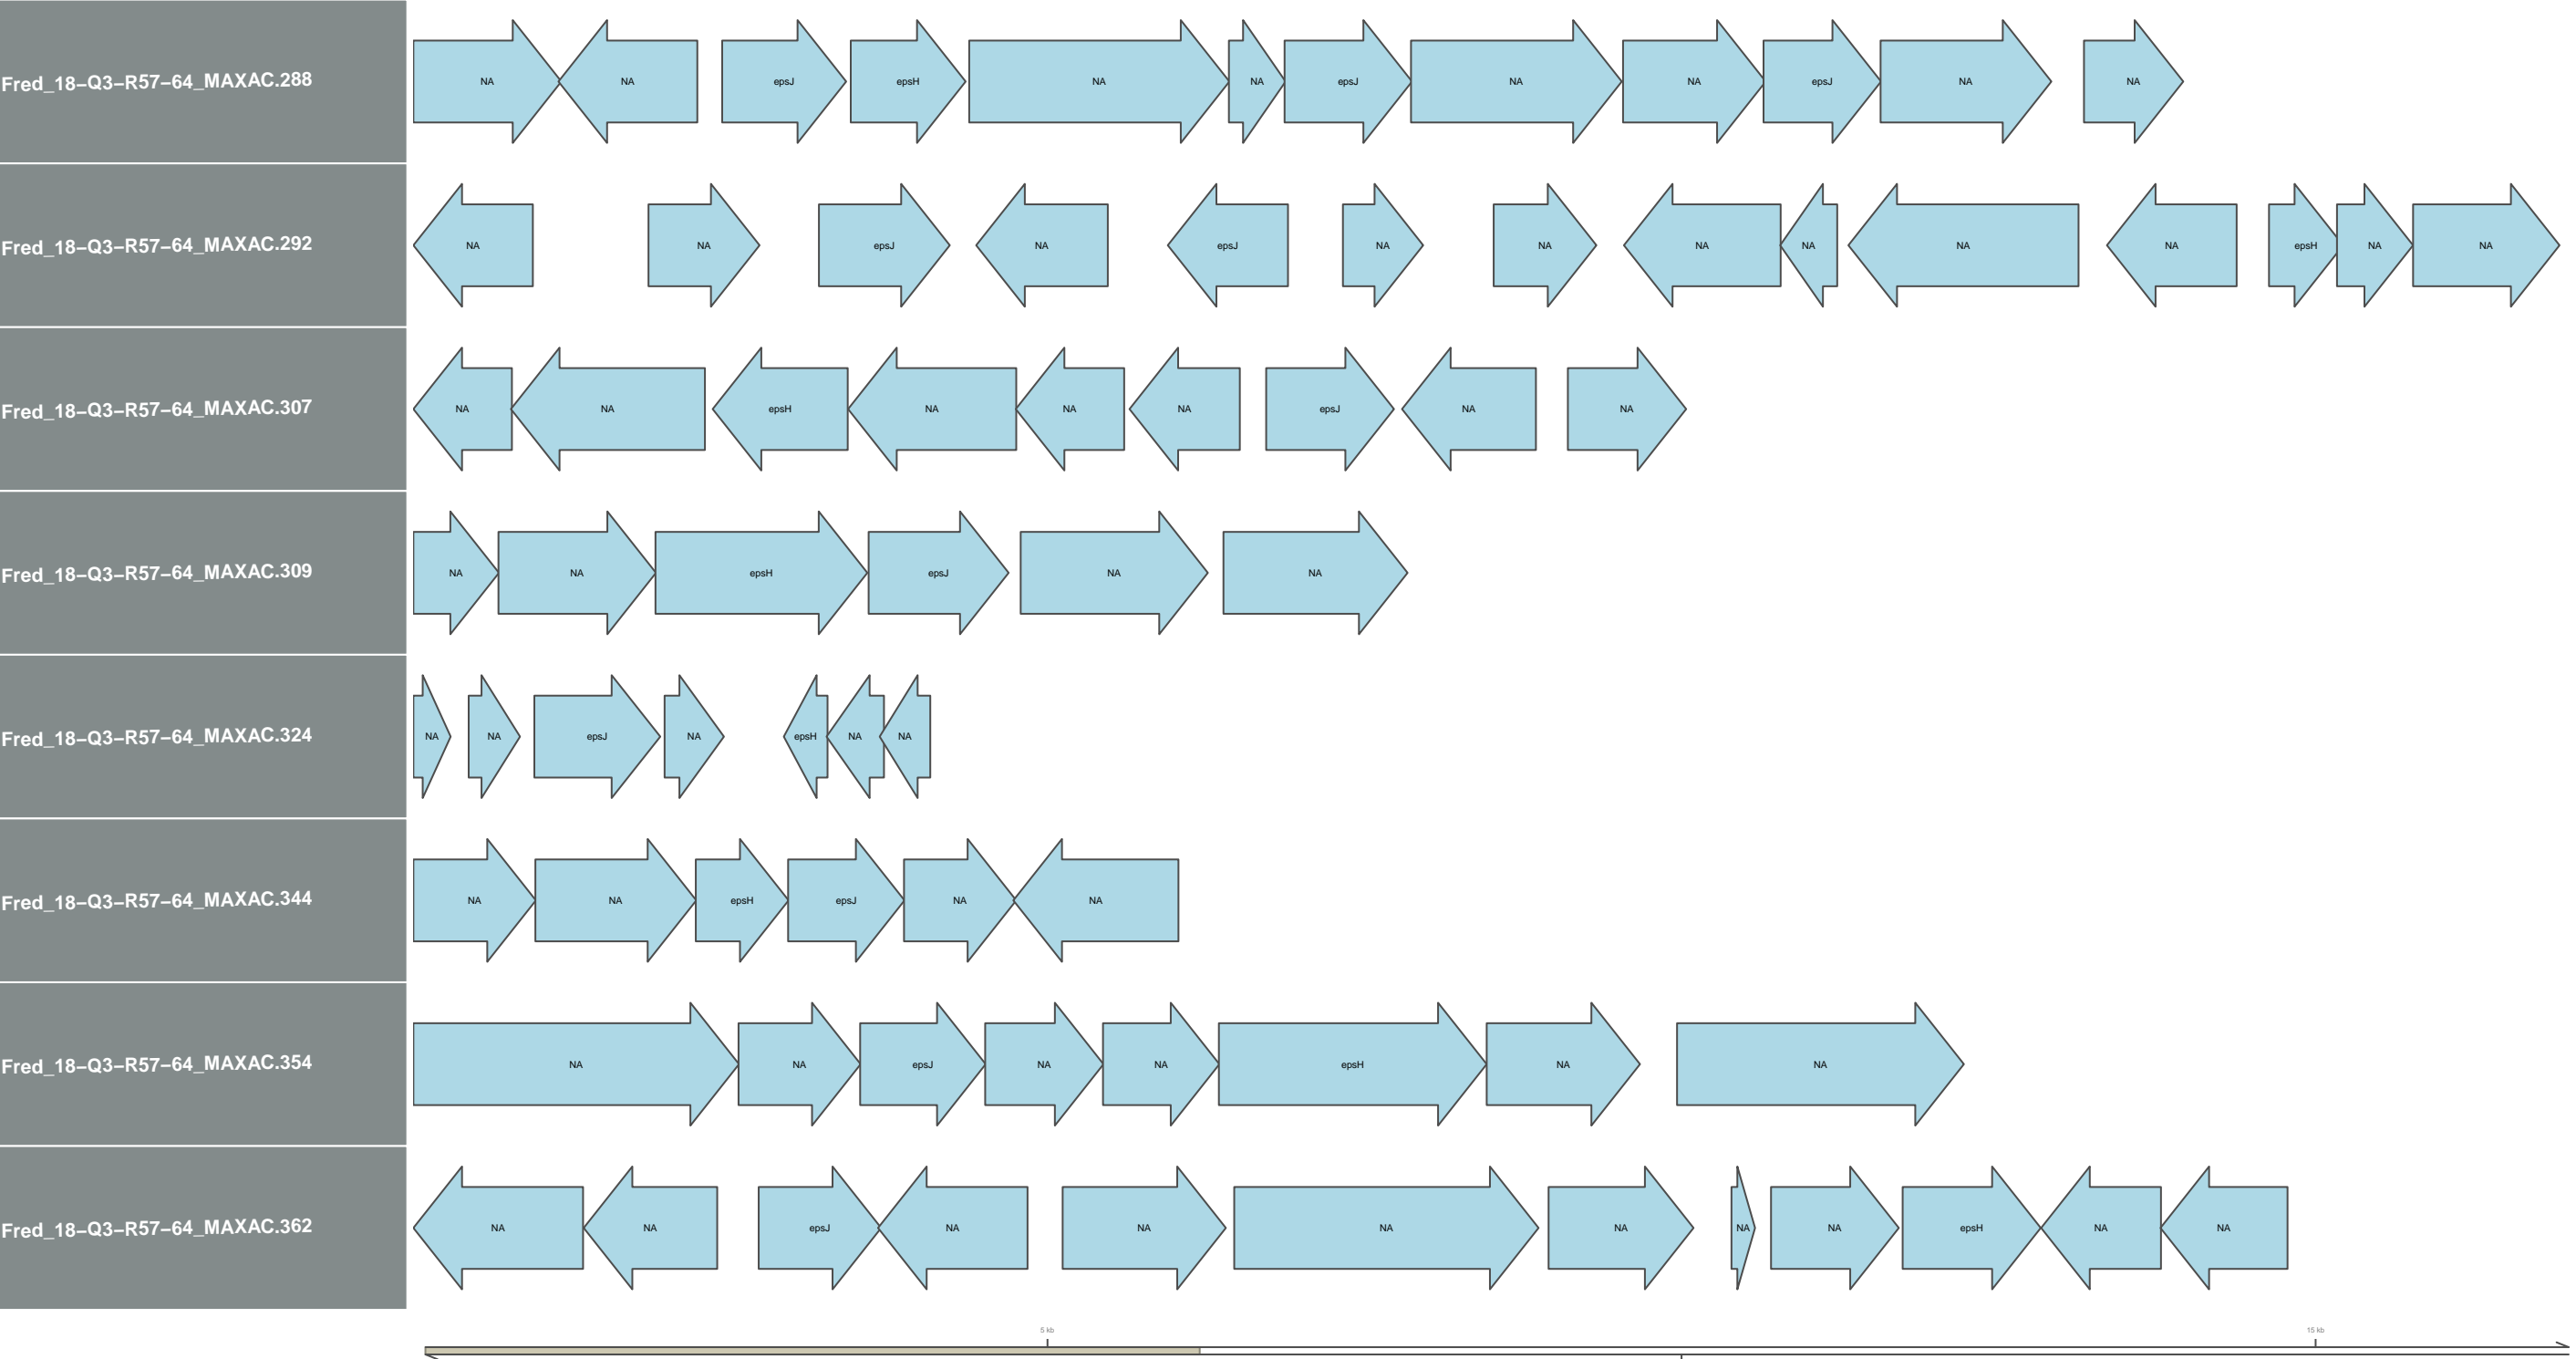 Fred_18–Q3–R57–64_MAXAC.288 NA NA epsJ epsH NA NA epsJ NA NA epsJ NA NA
Fred_18–Q3–R57–64_MAXAC.292 NA NA epsJ NA epsJ NA NA NA NA NA NA epsH NA NA
Fred_18–Q3–R57–64_MAXAC.307 NA NA epsH NA NA NA epsJ NA NA
Fred_18–Q3–R57–64_MAXAC.309 NA NA epsH epsJ NA NA
Fred_18–Q3–R57–64_MAXAC.324 NA NA epsJ NA epsH NA NA
Fred_18–Q3–R57–64_MAXAC.344 NA NA epsH epsJ NA NA
Fred_18–Q3–R57–64_MAXAC.354 NA NA epsJ NA NA epsH NA NA
Fred_18–Q3–R57–64_MAXAC.362 NA NA epsJ NA NA NA NA NA NA epsH NA NA
5 kb 15 kb